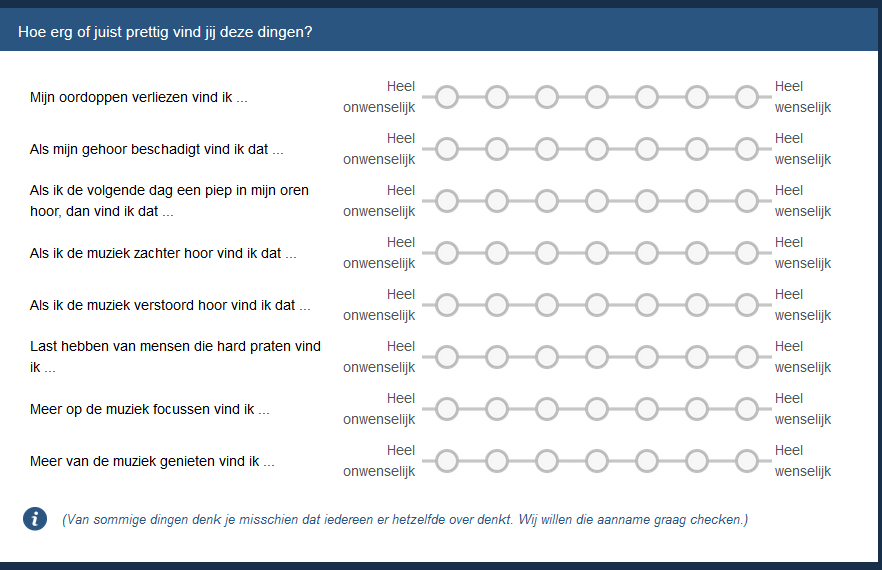 Hoe erg of juist prettig vind jij deze dingen?
Heel Heel
Mijn oordoppen verliezen vind ik ...
onwenselijk wenselijk
Heel Heel
Als mijn gehoor beschadigt vind ik dat ...
onwenselijk wenselijk
Als ik de volgende dag een piep in mijn oren Heel Heel
hoor, dan vind ik dat ... onwenselijk wenselijk
Heel Heel
Als ik de muziek zachter hoor vind ik dat ...
onwenselijk wenselijk
Heel Heel
Als ik de muziek verstoord hoor vind ik dat ...
onwenselijk wenselijk
Last hebben van mensen die hard praten vind Heel Heel
ik ... onwenselijk wenselijk
Heel Heel
Meer op de muziek focussen vind ik ...
onwenselijk wenselijk
Heel Heel
Meer van de muziek genieten vind ik ...
onwenselijk wenselijk
i (Van sommige dingen denk je misschien dat iedereen er hetzelfde over denkt. Wij willen die aanname graag checken.)